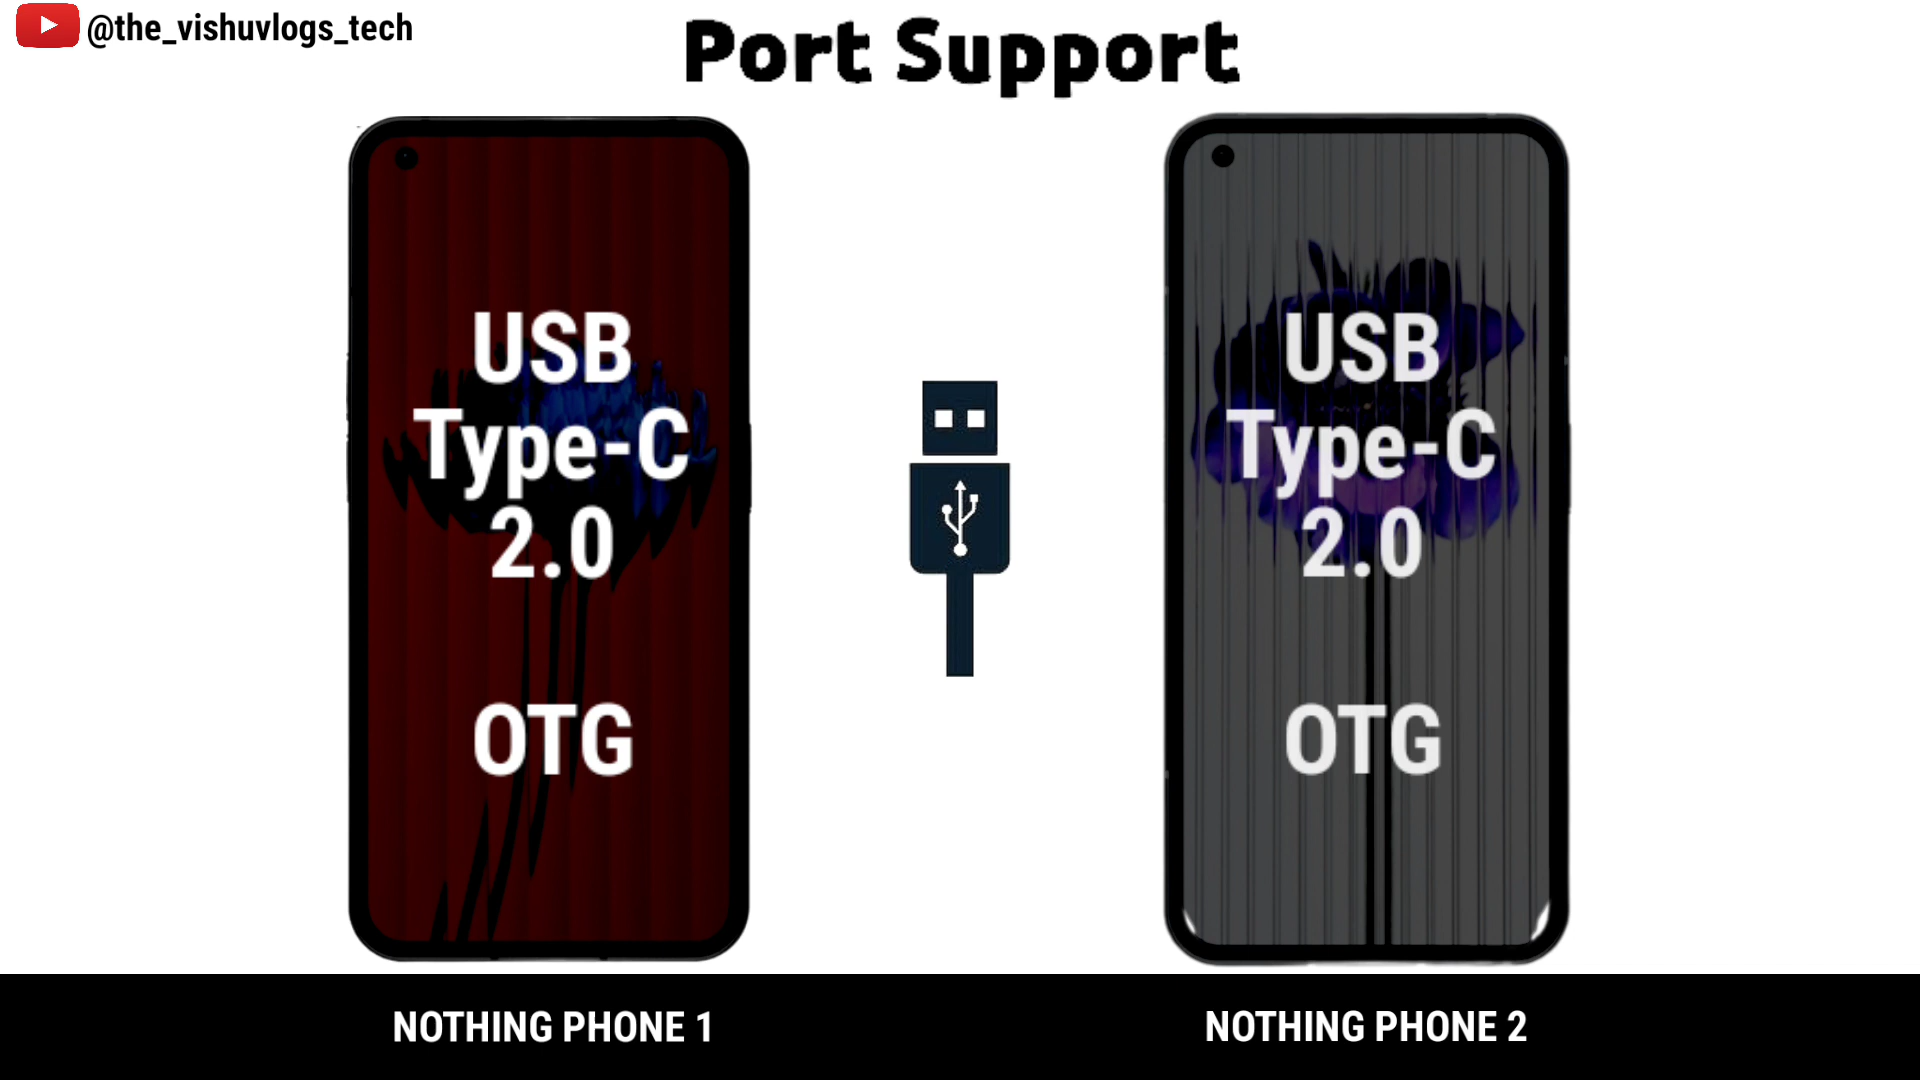 @the_vishuvlogs_tech
Port Support
USB
Type-C
2.0
OTG
USB
Type-C
2.0
OTG
NOTHING PHONE 1
NOTHING PHONE 2